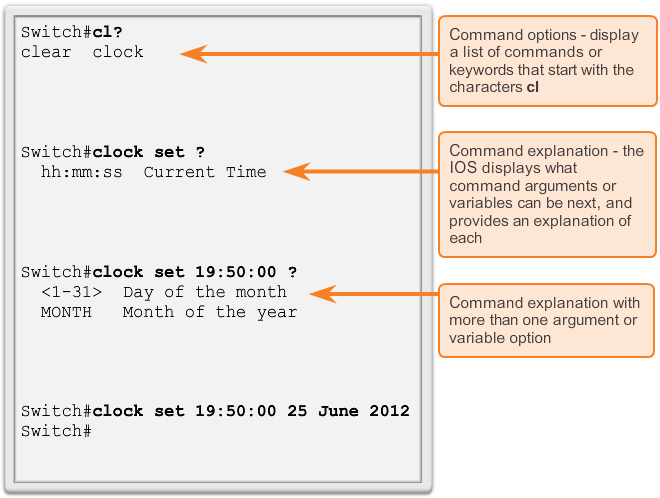 Switch#cl?
clear  clock
Command options - display
a list of commands or
keywords that start with the
characters cl
Switch#clock set ?
  hh:mm:ss  Current Time
Command explanation - the
IOS displays what
command arguments or
variables can be next, and
provides an explanation of
each
Switch#clock set 19:50:00 ?
  <1-31>  Day of the month
  MONTH   Month of the year
Command explanation with
more than one argument or
variable option
Switch#clock set 19:50:00 25 June 2012
Switch#